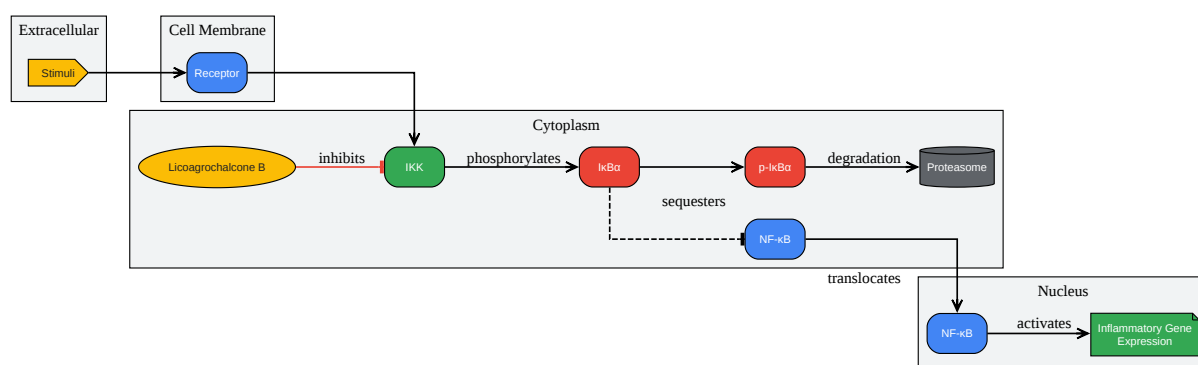 Extracellular
Cell Membrane
Stimuli
Receptor
Cytoplasm
Licoagrochalcone B
inhibits
IKK
phosphorylates
IκBα
p-IκBα
degradation
Proteasome
sequesters
NF-κB
translocates
Nucleus
NF-κB
activates
Inflammatory Gene
Expression